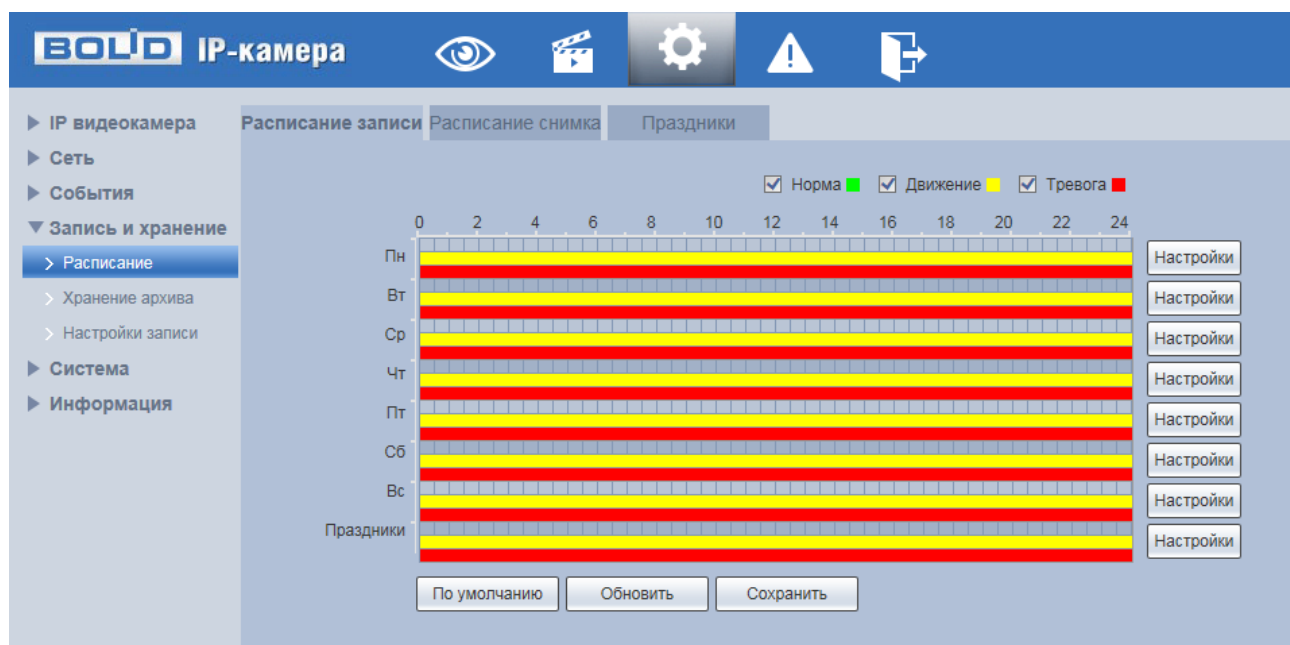 BOLID IP-камера
IP видеокамера
Сеть
События
Запись и хранение
Расписание
Хранение архива
Настройки записи
Система
Информация
Расписание записи Расписание снимка Праздники
Норма Движение Тревога
0 2 4 6 8 10 12 14 16 18 20 22 24
Пн Настройки
Вт Настройки
Ср Настройки
Чт Настройки
Пт Настройки
Сб Настройки
Вс Настройки
Праздники Настройки
По умолчанию Обновить Сохранить